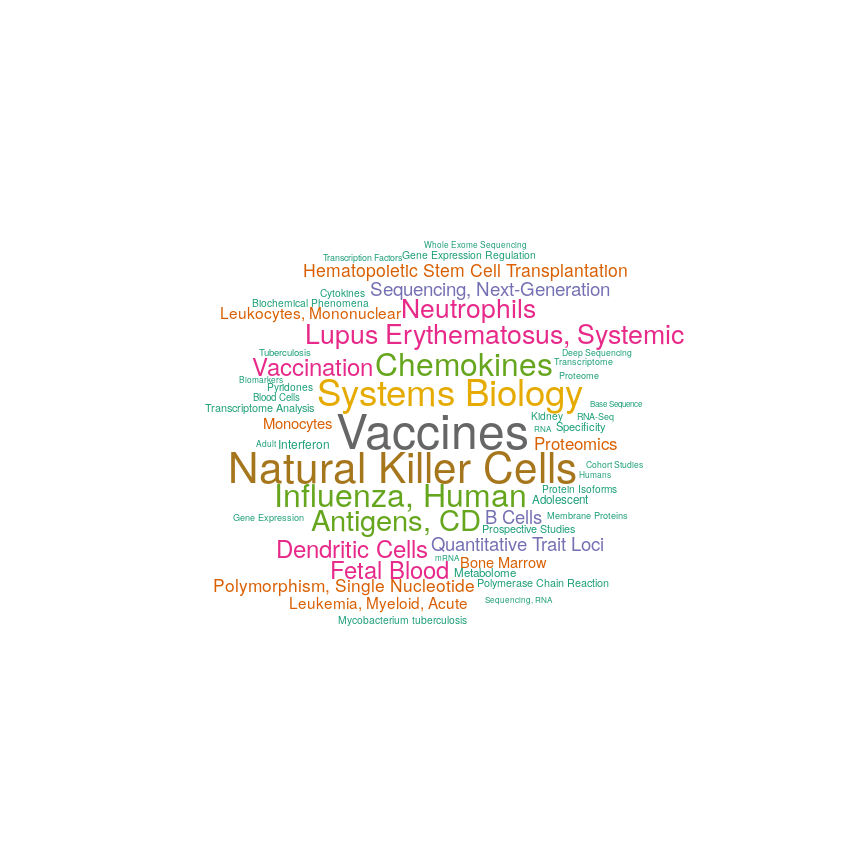 Whole Exome Sequencing
Transcription Factors Gene Expression Regulation
Hematopoietic Stem Cell Transplantation
Cytokines Sequencing, Next-Generation
Biochemical Phenomena
Leukocytes, Mononuclear Neutrophils
Lupus Erythematosus, Systemic
Tuberculosis Deep Sequencing
Vaccination Chemokines Transcriptome
Biomarkers Proteome
Pyridones Systems Biology
Blood Cells
Transcriptome Analysis Base Sequence
Monocytes Vaccines Kidney RNA-Seq
RNA Specificity
Adult Interferon Proteomics
Natural Killer Cells Cohort Studies
Humans
Influenza, Human Protein Isoforms
Adolescent
Gene Expression Antigens, CD B Cells Membrane Proteins
Prospective Studies
Dendritic Cells Quantitative Trait Loci
mRNA Bone Marrow
Fetal Blood Metabolome
Polymorphism, Single Nucleotide Polymerase Chain Reaction
Leukemia, Myeloid, Acute Sequencing, RNA
Mycobacterium tuberculosis